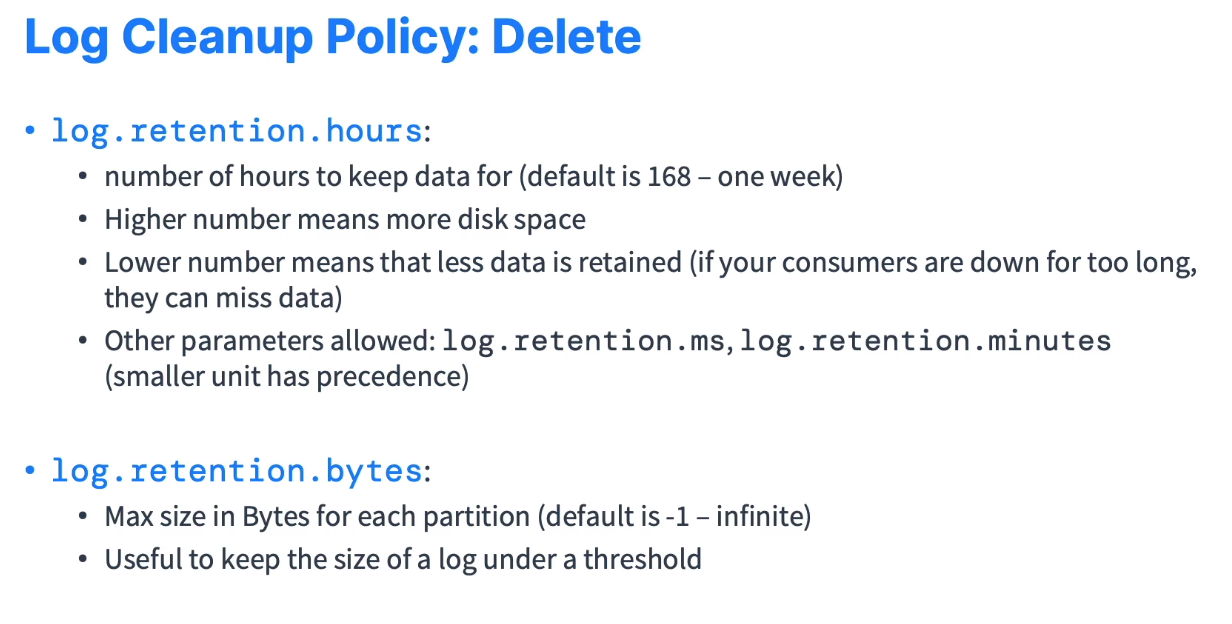 Log Cleanup Policy: Delete
• log.retention.hours:
• number of hours to keep data for (default is 168 – one week)
• Higher number means more disk space
• Lower number means that less data is retained (if your consumers are down for too long,
they can miss data)
• Other parameters allowed: log.retention.ms, log.retention.minutes
(smaller unit has precedence)
• log.retention.bytes:
• Max size in Bytes for each partition (default is -1 – infinite)
• Useful to keep the size of a log under a threshold